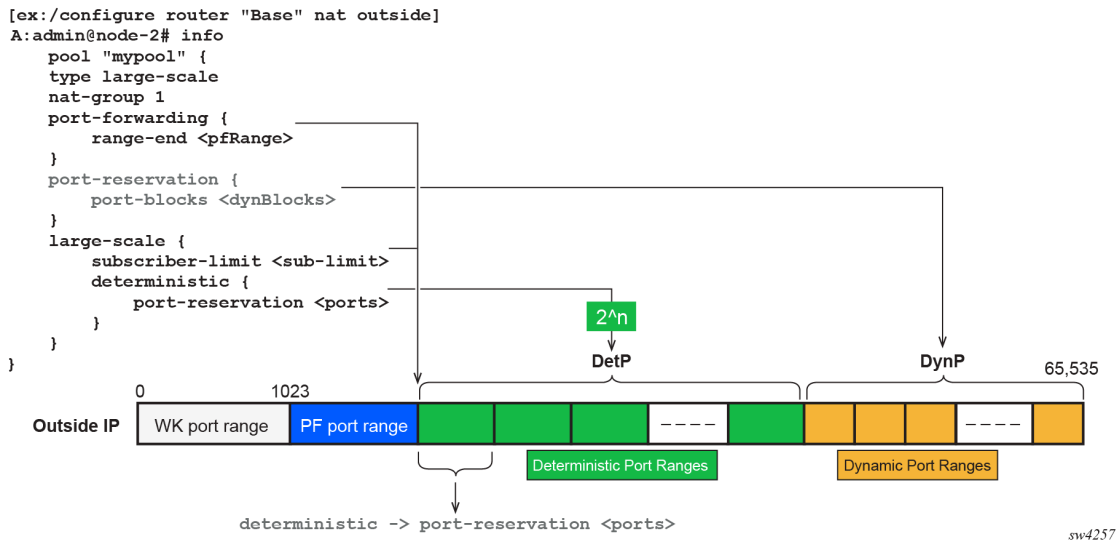 [ex:/configure router "Base" nat outside]
A:admin@node-2# info
pool "mypool" {
type large-scale
nat-group 1
port-forwarding {
range-end <pfRange>
}
port-reservation {
port-blocks <dynBlocks>
}
large-scale {
subscriber-limit <sub-limit>
deterministic {
port-reservation <ports>
}
}
}
2^n
DetP
DynP
0
1023
65,535
Outside IP
WK port range
PF port range
Deterministic Port Ranges
Dynamic Port Ranges
deterministic -> port-reservation <ports>
sw4257